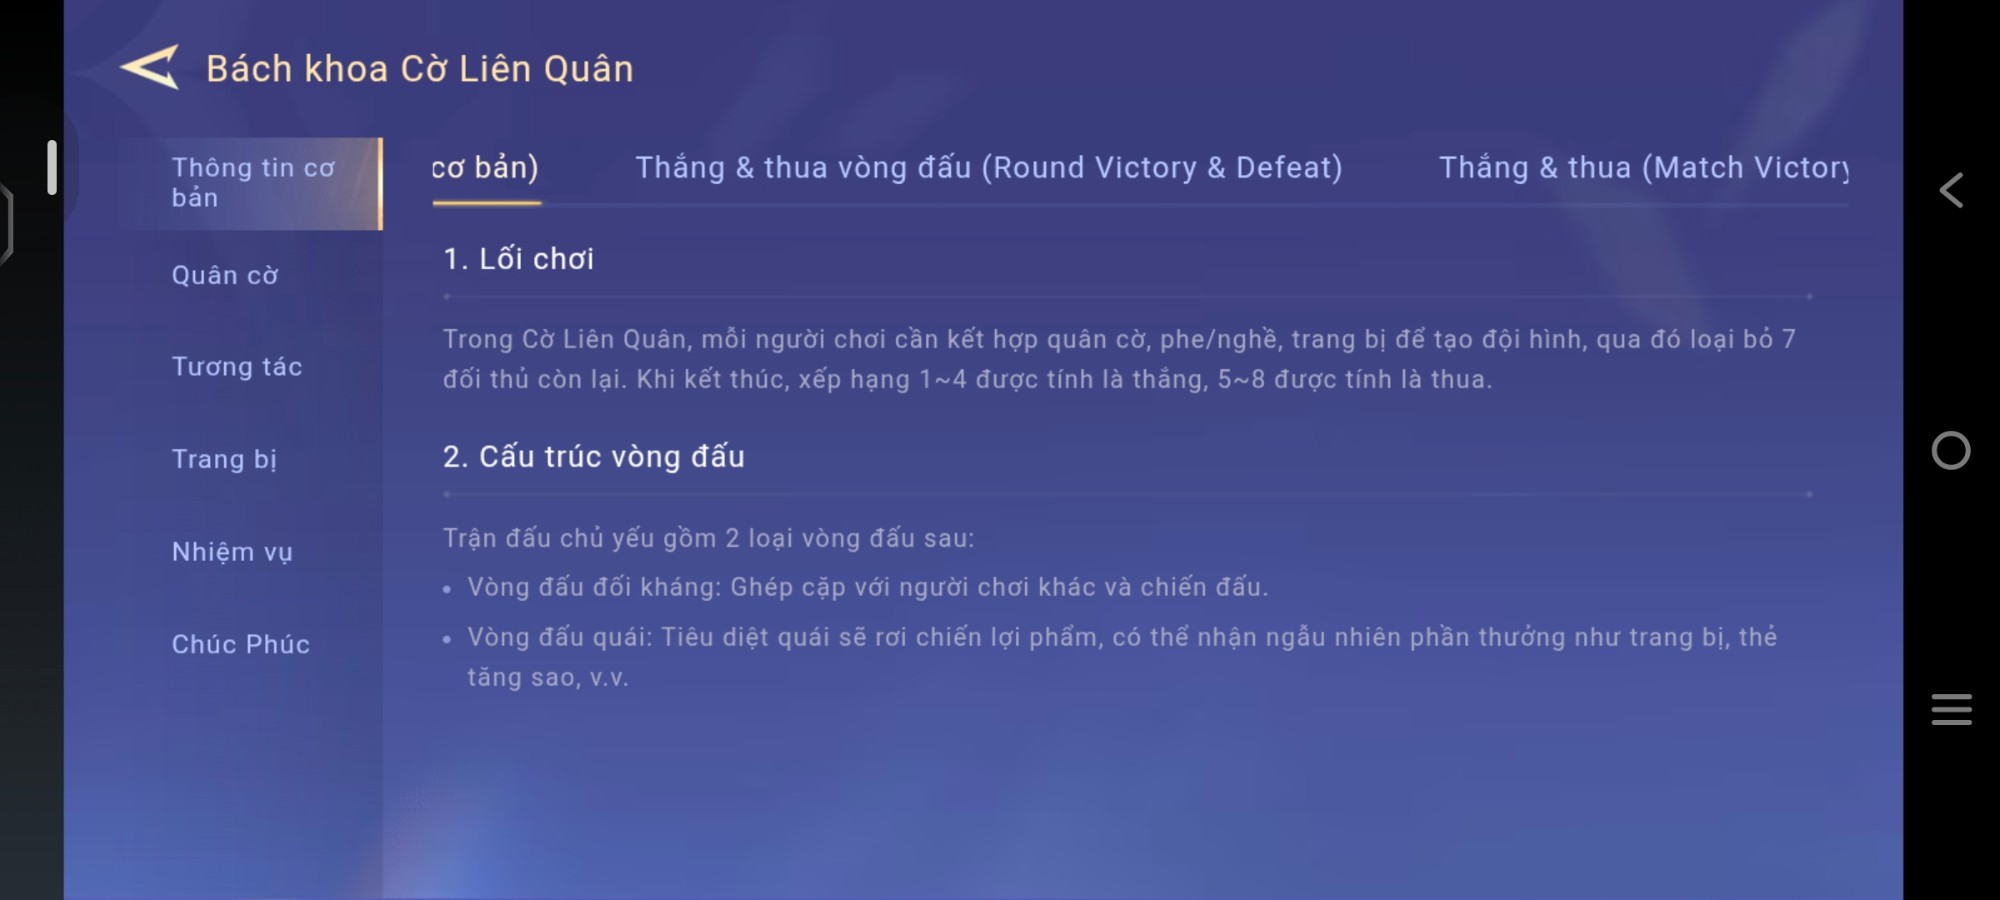 Bách khoa Cờ Liên Quân
Thông tin cơ
bản
Quân cờ
Tương tác
Trang bị
Nhiệm vụ
Chúc Phúc
cơ bản)
Thắng & thua vòng đấu (Round Victory & Defeat)
Thắng & thua (Match Victory
1. Lối chơi
Trong Cờ Liên Quân, mỗi người chơi cần kết hợp quân cờ, phe/nghề, trang bị để tạo đội hình, qua đó loại bỏ 7
đối thủ còn lại. Khi kết thúc, xếp hạng 1~4 được tính là thắng, 5~8 được tính là thua.
2. Cấu trúc vòng đấu
Trận đấu chủ yếu gồm 2 loại vòng đấu sau:
• Vòng đấu đối kháng: Ghép cặp với người chơi khác và chiến đấu.
• Vòng đấu quái: Tiêu diệt quái sẽ rơi chiến lợi phẩm, có thể nhận ngẫu nhiên phần thưởng như trang bị, thẻ
tăng sao, v.v.